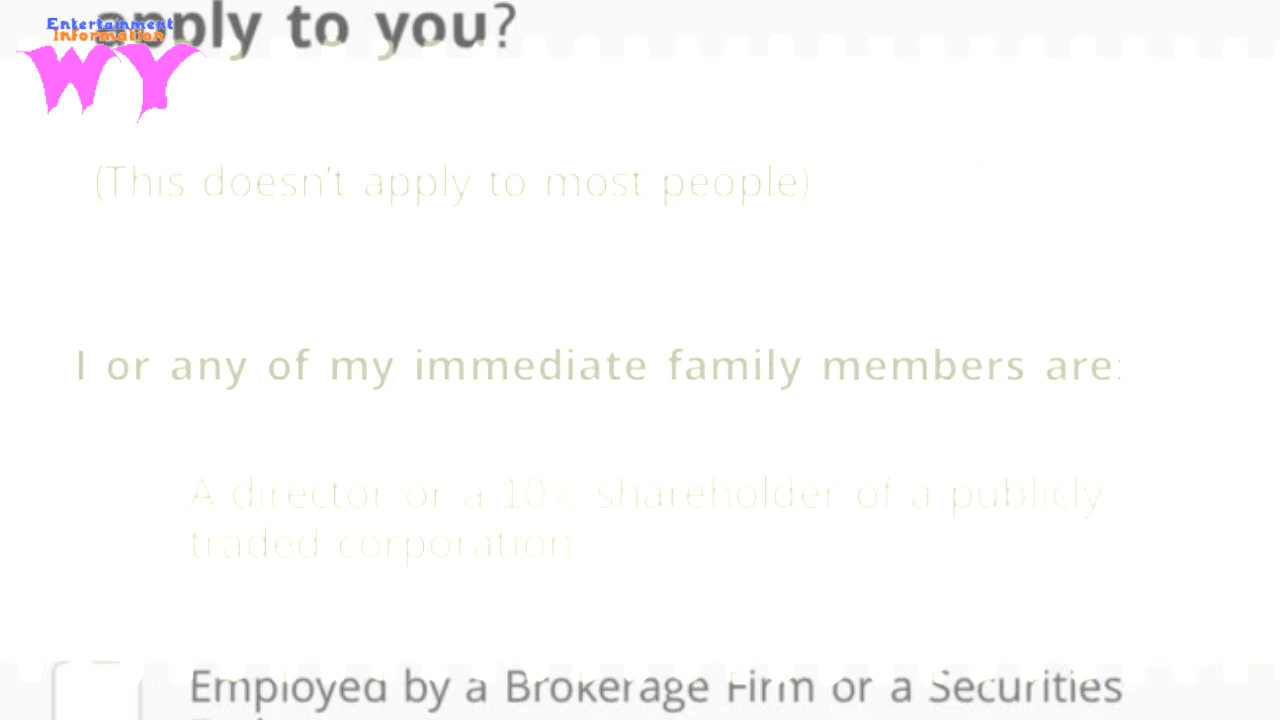 Entertainment
Information
WY
apply to you?
(This doesn't apply to most people)
I or any of my immediate family members are:
A director or a 10% shareholder of a publicly
traded corporation
Employed by a Brokerage Firm or a Securities